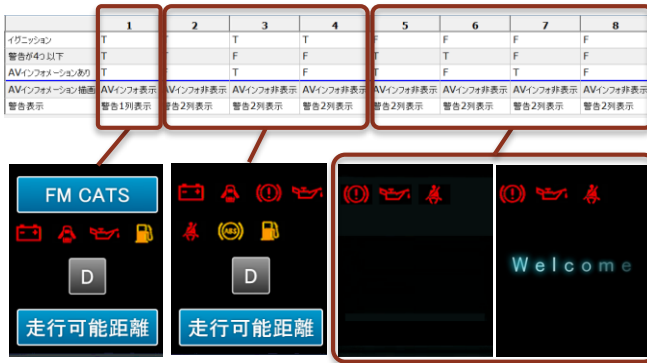 1 2 3 4 5 6 7 8
イグニッション T T T F F F F
警告が4つ以下 T T F F T T F F
AVインフォメーションあり T T F T F T F
AVインフォメーション描画 AVインフォ表示 AVインフォ非表示 AVインフォ非表示 AVインフォ非表示 AVインフォ非表示 AVインフォ非表示 AVインフォ非表示 AVインフォ非表示
警告表示 警告1列表示 警告2列表示 警告2列表示 警告2列表示 警告2列表示 警告2列表示 警告2列表示 警告2列表示
FM CATS
ABS
D
D
走行可能距離
走行可能距離
Welcome